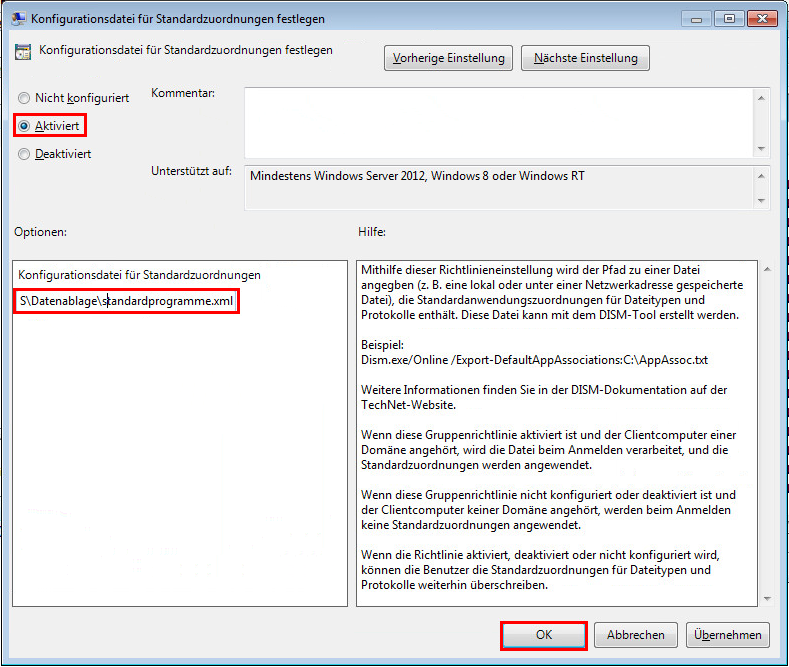 Konfigurationsdatei für Standardzuordnungen festlegen
Konfigurationsdatei für Standardzuordnungen festlegen
Vorherige Einstellung
Nächste Einstellung
Nicht konfiguriert
Kommentar:
Aktiviert
Deaktiviert
Unterstützt auf:
Mindestens Windows Server 2012, Windows 8 oder Windows RT
Optionen:
Hilfe:
Konfigurationsdatei für Standardzuordnungen
S\Datenablage\standardprogramme.xml
Mithilfe dieser Richtlinieneinstellung wird der Pfad zu einer Datei
angegben (z. B. eine lokal oder unter einer Netzwerkadresse gespeicherte
Datei), die Standardanwendungszuordnungen für Dateitypen und
Protokolle enthält. Diese Datei kann mit dem DISM-Tool erstellt werden.
Beispiel:
Dism.exe/Online /Export-DefaultAppAssociations:C:\AppAssoc.txt
Weitere Informationen finden Sie in der DISM-Dokumentation auf der
TechNet-Website.
Wenn diese Gruppenrichtlinie aktiviert ist und der Clientcomputer einer
Domäne angehört, wird die Datei beim Anmelden verarbeitet, und die
Standardzuordnungen werden angewendet.
Wenn diese Gruppenrichtlinie nicht konfiguriert oder deaktiviert ist und
der Clientcomputer keiner Domäne angehört, werden beim Anmelden
keine Standardzuordnungen angewendet.
Wenn die Richtlinie aktiviert, deaktiviert oder nicht konfiguriert wird,
können die Benutzer die Standardzuordnungen für Dateitypen und
Protokolle weiterhin überschreiben.
OK
Abbrechen
Übernehmen